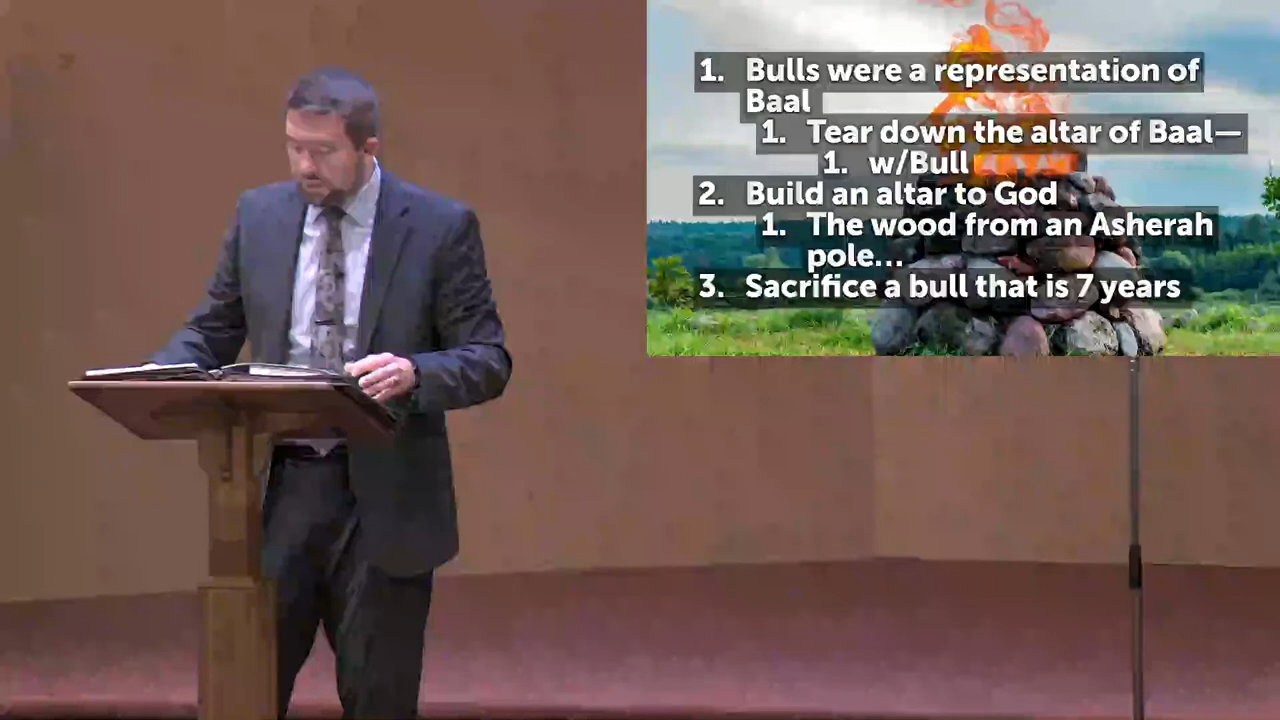 1. Bulls were a representation of
Baal
1. Tear down the altar of Baal—
1. w/Bull
2. Build an altar to God
1. The wood from an Asherah
pole...
3. Sacrifice a bull that is 7 years